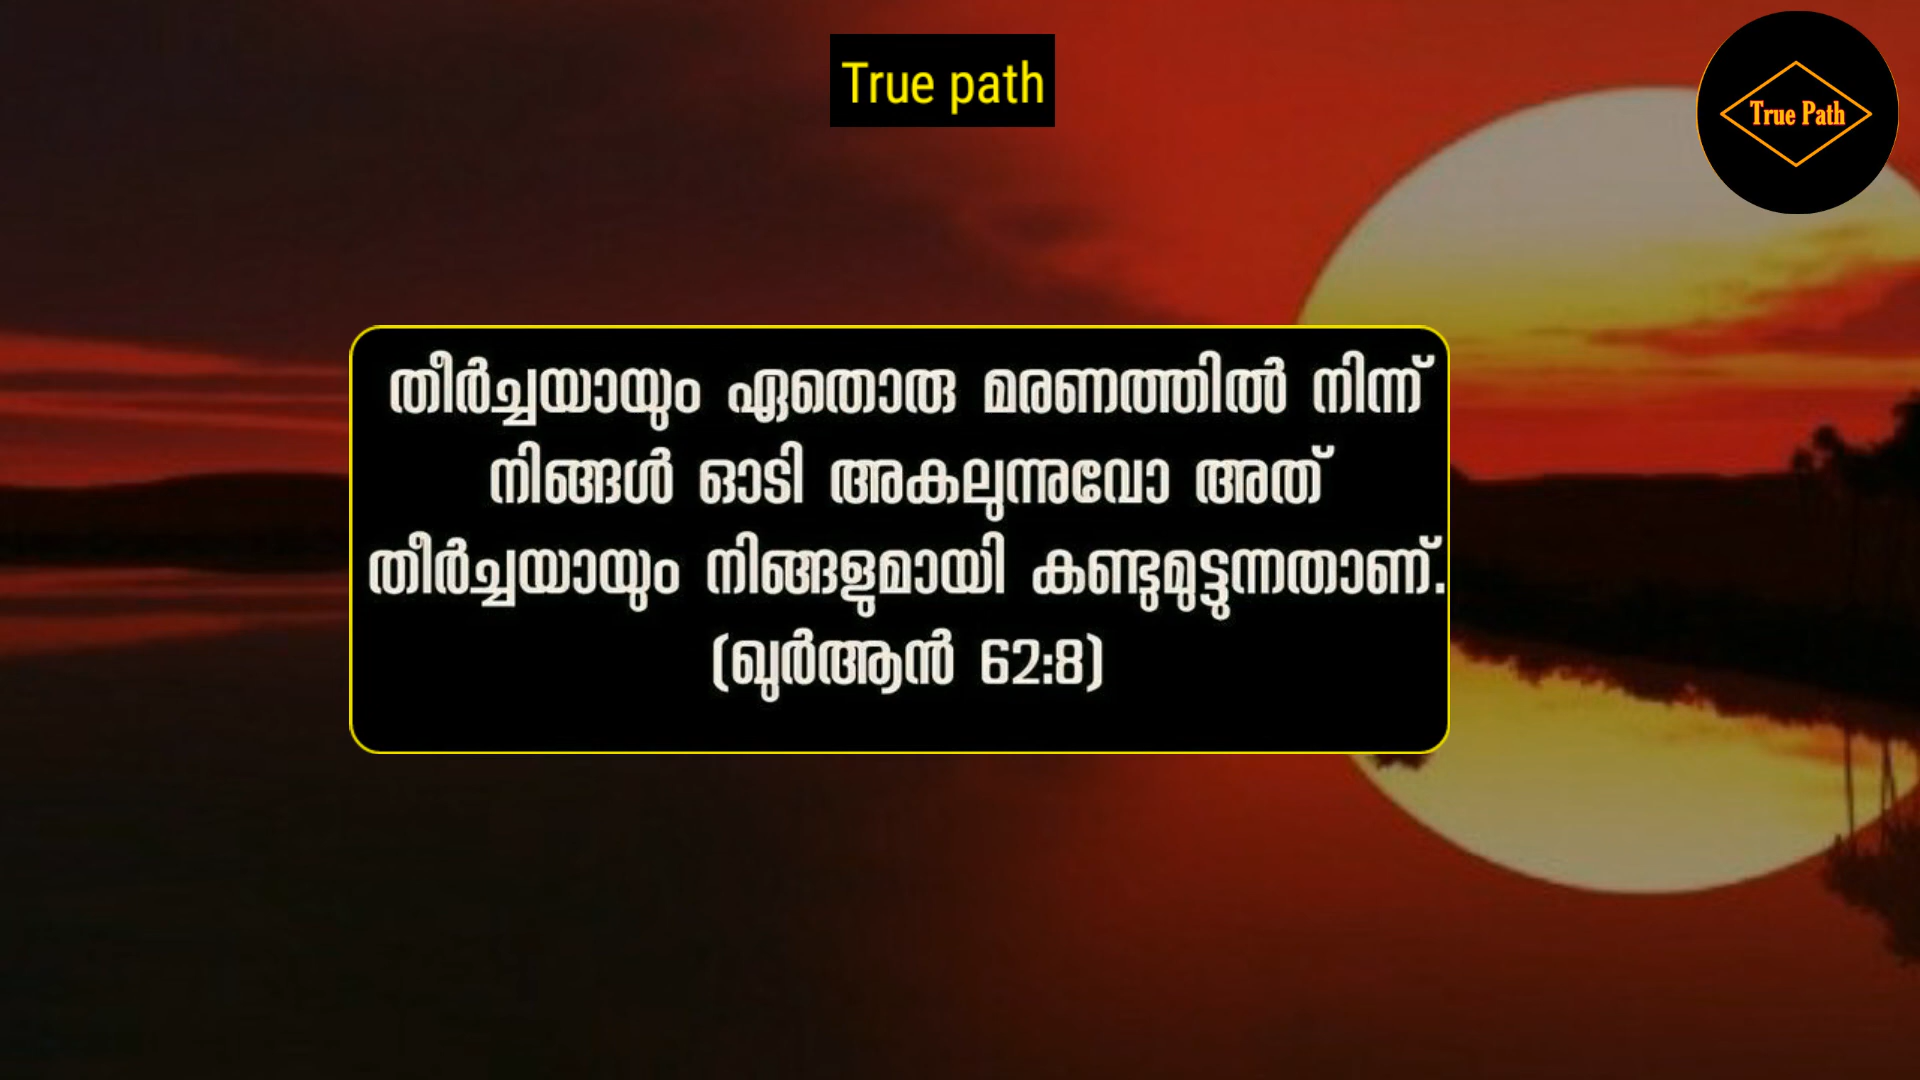 True path
True Path
തീർച്ചയായും ഏതൊരു മരണത്തിൽ നിന്ന്
നിങ്ങൾ ഓടി അകലുന്നുവോ അത്
തീർച്ചയായും നിങ്ങളുമായി കണ്ടുമുട്ടുന്നതാണ്.
(ഖുർആൻ 62:8)